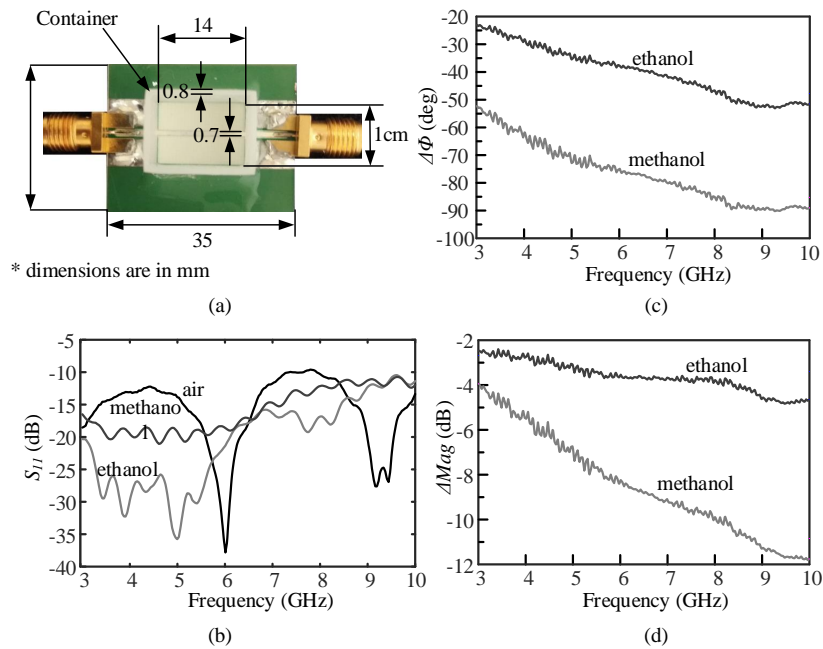 Container
14
0.8
0.7
1cm
35
* dimensions are in mm
(a)
-5
-10
-15
-20
-25
-30
-35
-40
S11 (dB)
air
methano
l
ethanol
3 4 5 6 7 8 9 10
Frequency (GHz)
(b)
-20
-30
-40
-50
-60
-70
-80
-90
-100
ΔΦ (deg)
ethanol
methanol
3 4 5 6 7 8 9 10
Frequency (GHz)
(c)
-2
-4
-6
-8
-10
-12
ΔMag (dB)
ethanol
methanol
3 4 5 6 7 8 9 10
Frequency (GHz)
(d)